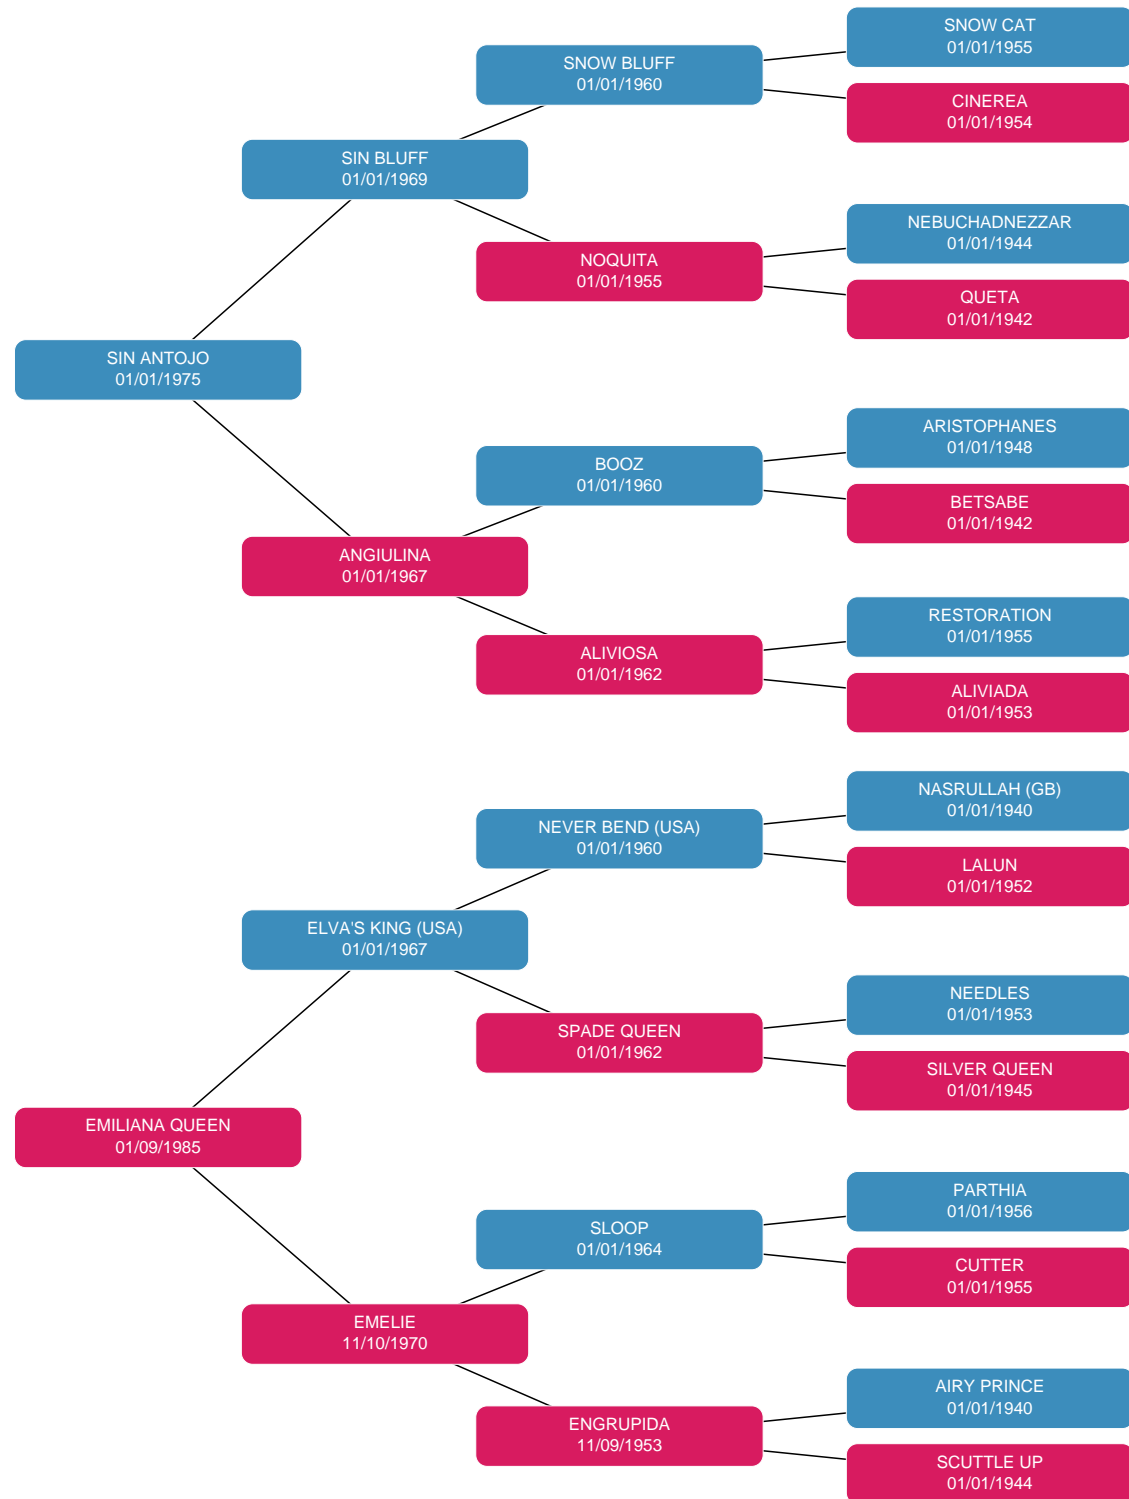 SNOW CAT
01/01/1955
SNOW BLUFF
01/01/1960
CINEREA
01/01/1954
SIN BLUFF
01/01/1969
NEBUCHADNEZZAR
01/01/1944
NOQUITA
01/01/1955
QUETA
01/01/1942
SIN ANTOJO
01/01/1975
ARISTOPHANES
01/01/1948
BOOZ
01/01/1960
BETSABE
01/01/1942
ANGIULINA
01/01/1967
RESTORATION
01/01/1955
ALIVIOSA
01/01/1962
ALIVIADA
01/01/1953
NASRULLAH (GB)
01/01/1940
NEVER BEND (USA)
01/01/1960
LALUN
01/01/1952
ELVA'S KING (USA)
01/01/1967
NEEDLES
01/01/1953
SPADE QUEEN
01/01/1962
SILVER QUEEN
01/01/1945
EMILIANA QUEEN
01/09/1985
PARTHIA
01/01/1956
SLOOP
01/01/1964
CUTTER
01/01/1955
EMELIE
11/10/1970
AIRY PRINCE
01/01/1940
ENGRUPIDA
11/09/1953
SCUTTLE UP
01/01/1944